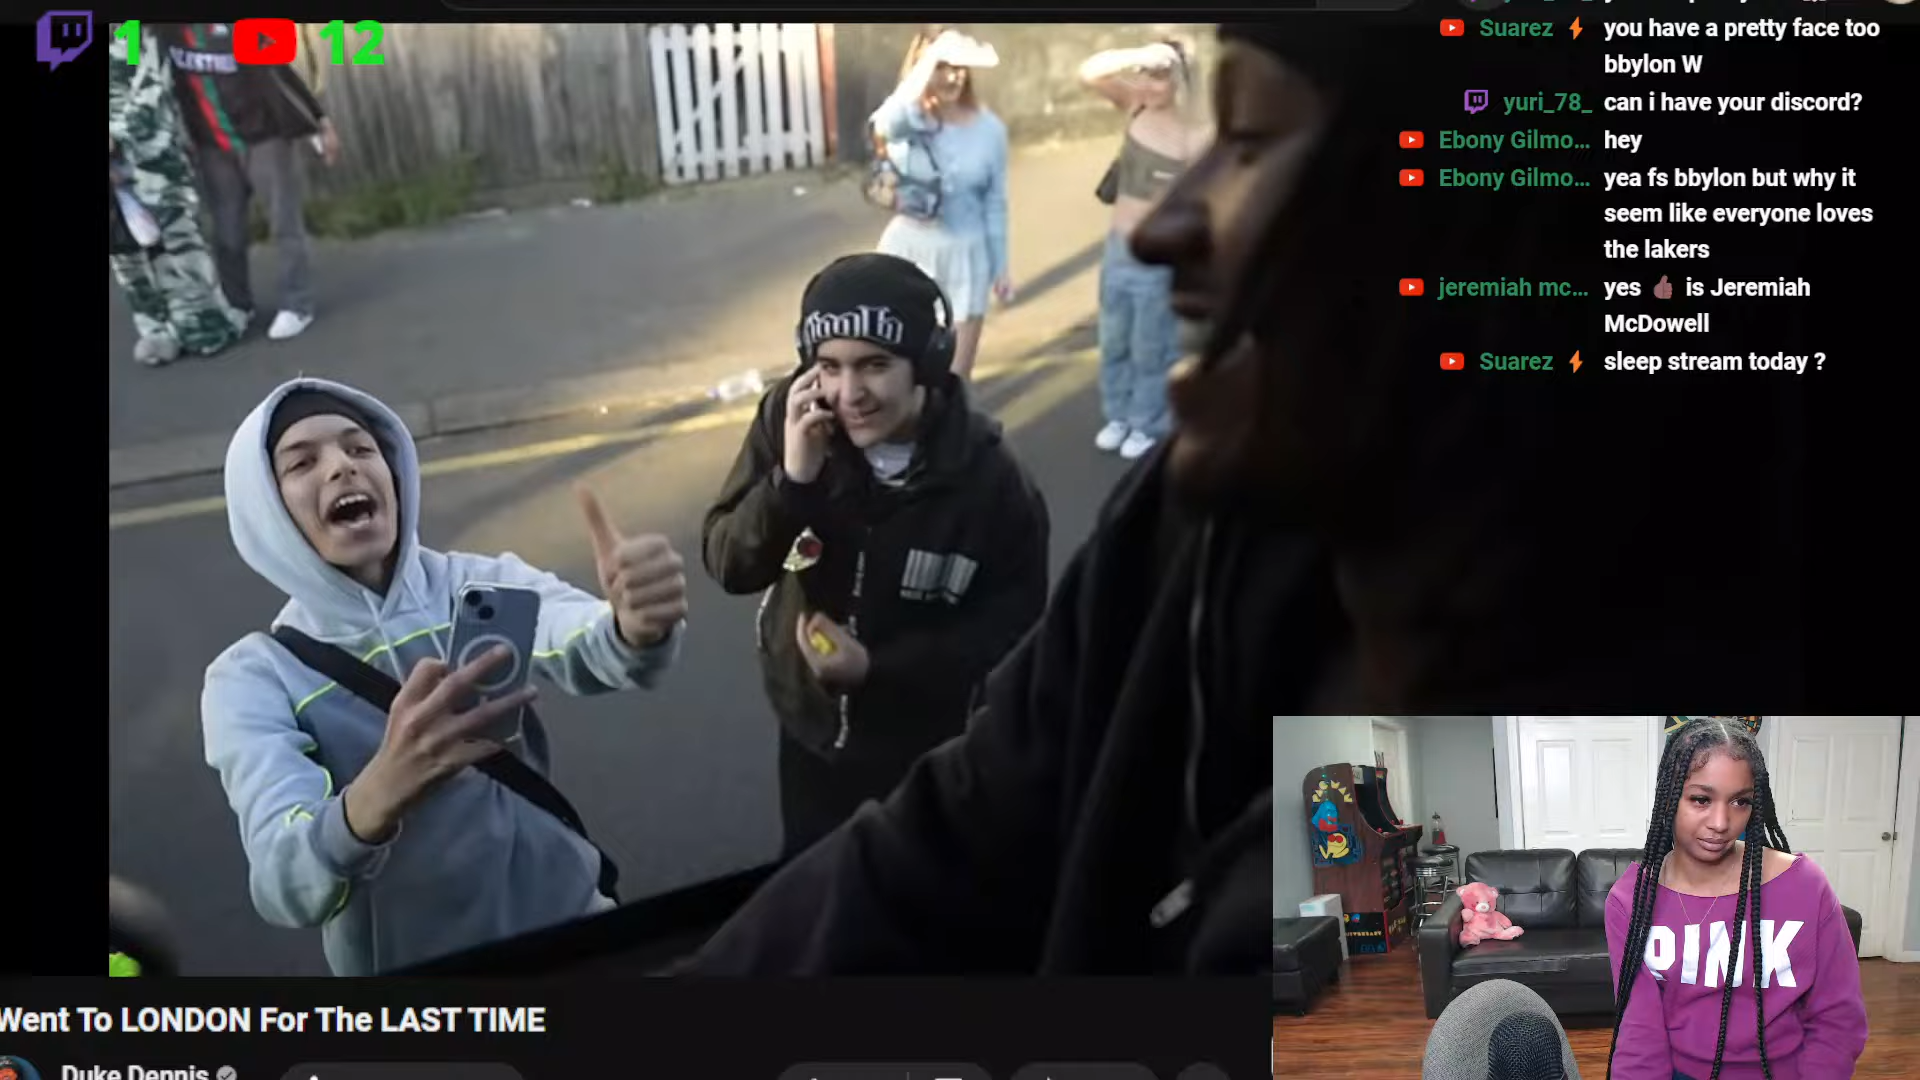 1 12
Suarez you have a pretty face too
bbylon W
yuri_78_ can i have your discord?
Ebony Gilmo... hey
Ebony Gilmo... yea fs bbylon but why it
seem like everyone loves
the lakers
jeremiah mc... yes 👍🏿 is Jeremiah
McDowell
Suarez sleep stream today ?
PINK
Went To LONDON For The LAST TIME
Duke Dennis